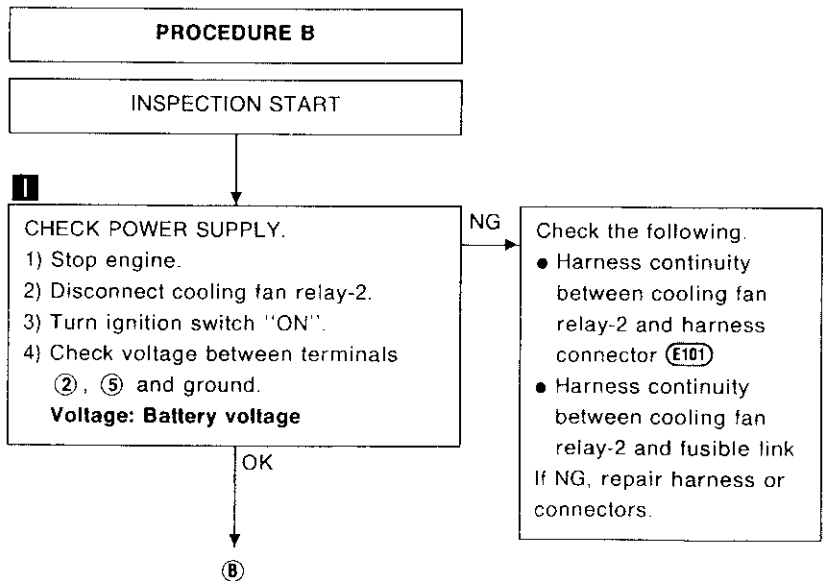 PROCEDURE B
INSPECTION START
I
CHECK POWER SUPPLY.
1) Stop engine.
2) Disconnect cooling fan relay-2.
3) Turn ignition switch "ON".
4) Check voltage between terminals
②, ⑤ and ground.
Voltage: Battery voltage
NG
Check the following.
● Harness continuity
between cooling fan
relay-2 and harness
connector E101
● Harness continuity
between cooling fan
relay-2 and fusible link
If NG, repair harness or
connectors.
OK
Ⓑ